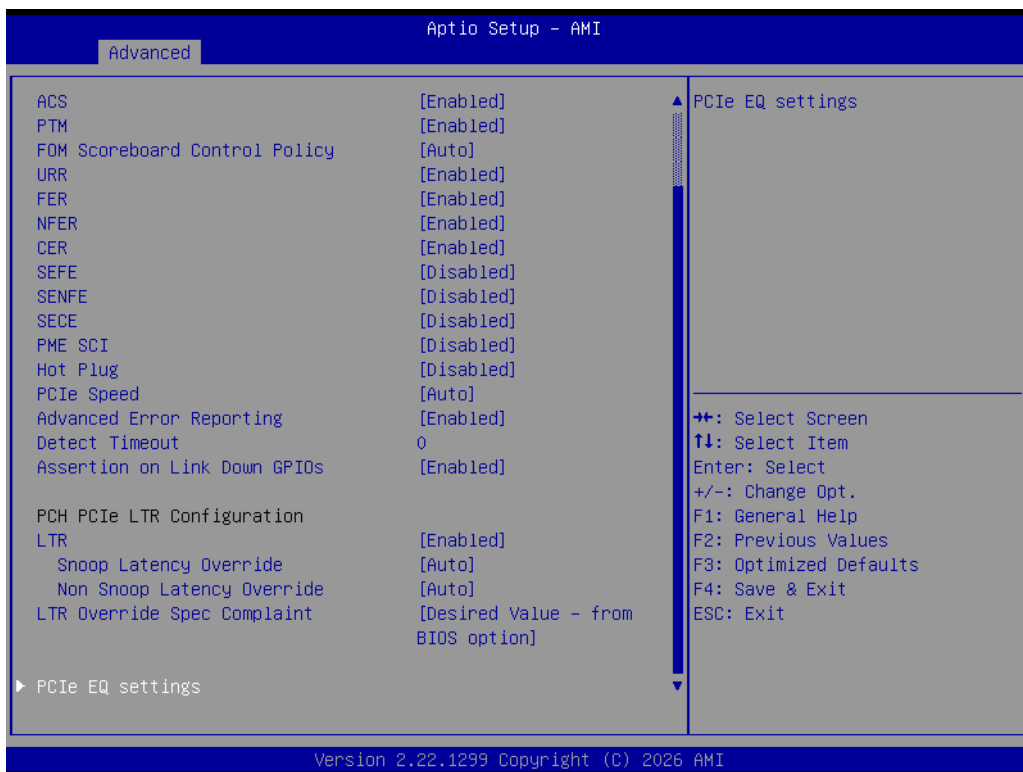 Aptio Setup – AMI
Advanced
ACS [Enabled]
PTM [Enabled]
FOM Scoreboard Control Policy [Auto]
URR [Enabled]
FER [Enabled]
NFER [Enabled]
CER [Enabled]
SEFE [Disabled]
SENFE [Disabled]
SECE [Disabled]
PME SCI [Disabled]
Hot Plug [Disabled]
PCIe Speed [Auto]
Advanced Error Reporting [Enabled]
Detect Timeout 0
Assertion on Link Down GPIOs [Enabled]
PCH PCIe LTR Configuration
LTR [Enabled]
Snoop Latency Override [Auto]
Non Snoop Latency Override [Auto]
LTR Override Spec Complaint [Desired Value – from
BIOS option]
PCIe EQ settings
PCIe EQ settings
→←: Select Screen
↑↓: Select Item
Enter: Select
+/-: Change Opt.
F1: General Help
F2: Previous Values
F3: Optimized Defaults
F4: Save & Exit
ESC: Exit
Version 2.22.1299 Copyright (C) 2026 AMI